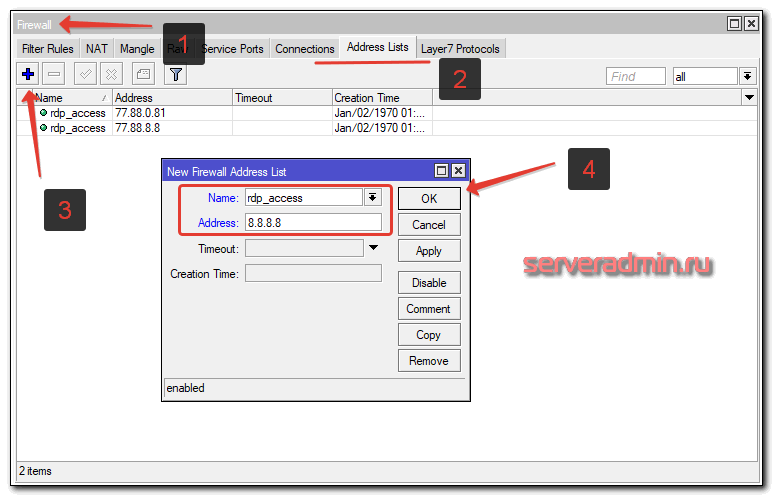 Firewall
1
Filter Rules NAT Mangle Raw Service Ports Connections Address Lists Layer7 Protocols
2
Find all
Name Address Timeout Creation Time
rdp_access 77.88.0.81 Jan/02/1970 01:...
rdp_access 77.88.8.8 Jan/02/1970 01:...
3
4
New Firewall Address List
Name: rdp_access OK
Address: 8.8.8.8 Cancel
Timeout: Apply
Creation Time:
Disable
Comment
Copy
Remove
enabled
serveradmin.ru
2 items